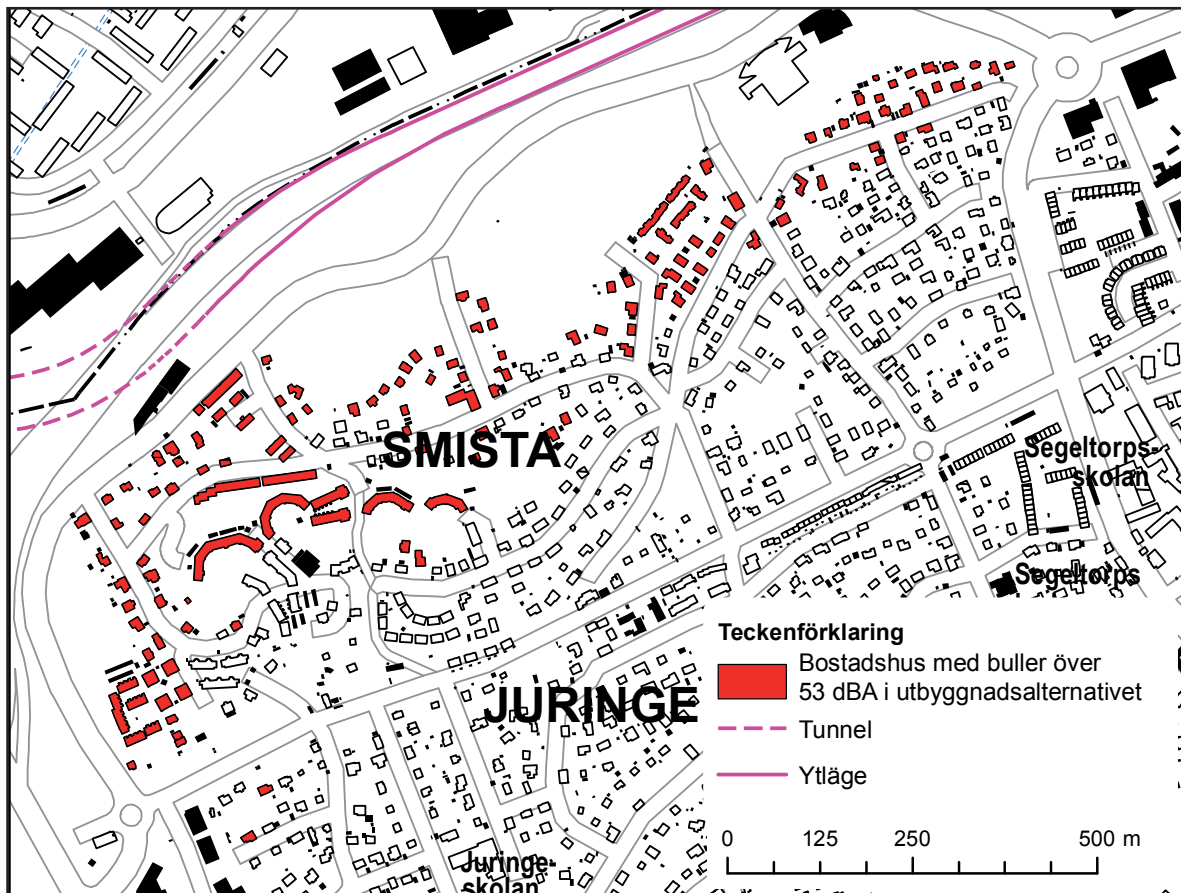 SMISTA
Segeltorps-
skolan
Segeltorps
JURINGE
Juringe-
skolan
Teckenförklaring
Bostadshus med buller över
53 dBA i utbyggnadsalternativet
Tunnel
Ytläge
0 125 250 500 m